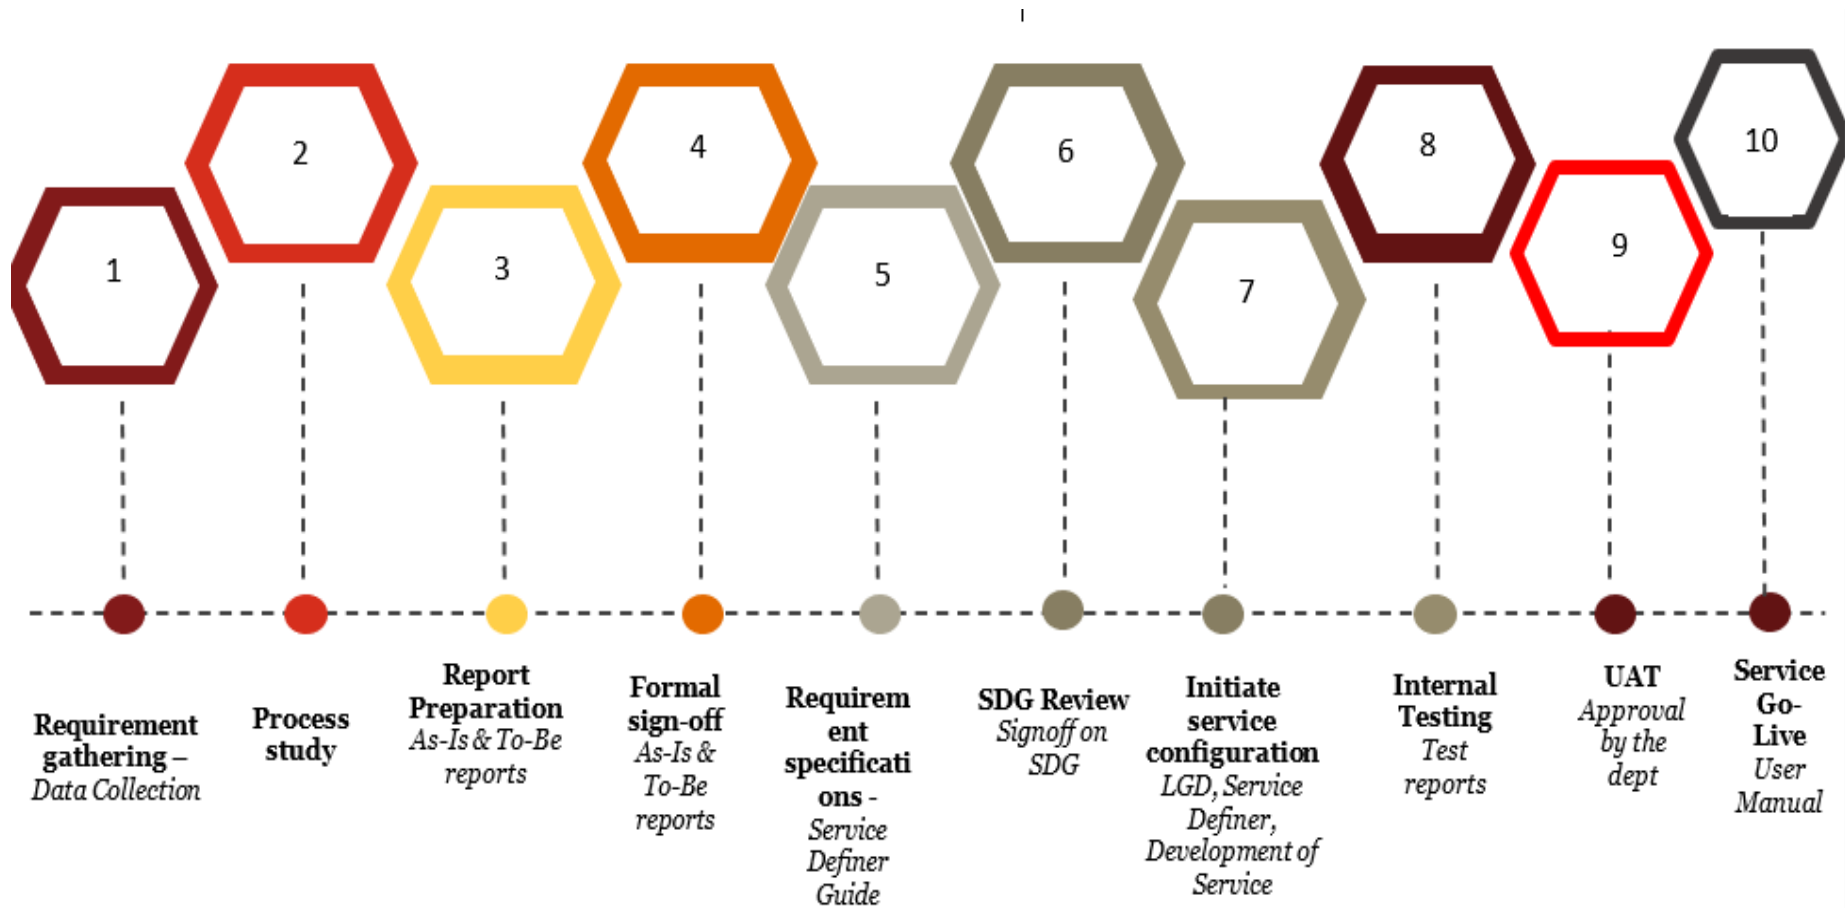 1
2
3
4
5
6
7
8
9
10
Requirement
gathering –
Data Collection
Process
study
Report
Preparation
As-Is & To-Be
reports
Formal
sign-off
As-Is &
To-Be
reports
Requirem
ent
specificati
ons -
Service
Definer
Guide
SDG Review
Signoff on
SDG
Initiate
service
configuration
LGD, Service
Definer,
Development of
Service
Internal
Testing
Test
reports
UAT
Approval
by the
dept
Service
Go-
Live
User
Manual